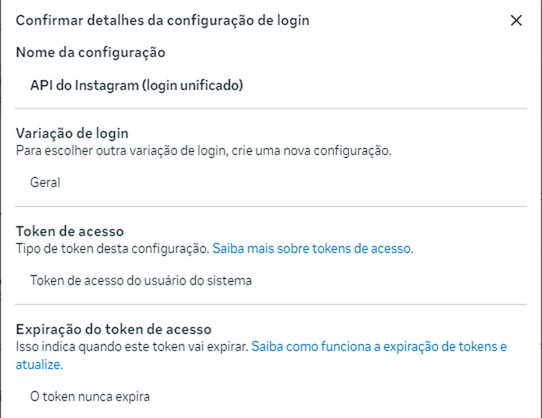 Confirmar detalhes da configuração de login
Nome da configuração
API do Instagram (login unificado)
Variação de login
Para escolher outra variação de login, crie uma nova configuração.
Geral
Token de acesso
Tipo de token desta configuração. Saiba mais sobre tokens de acesso.
Token de acesso do usuário do sistema
Expiração do token de acesso
Isso indica quando este token vai expirar. Saiba como funciona a expiração de tokens e
atualize.
O token nunca expira